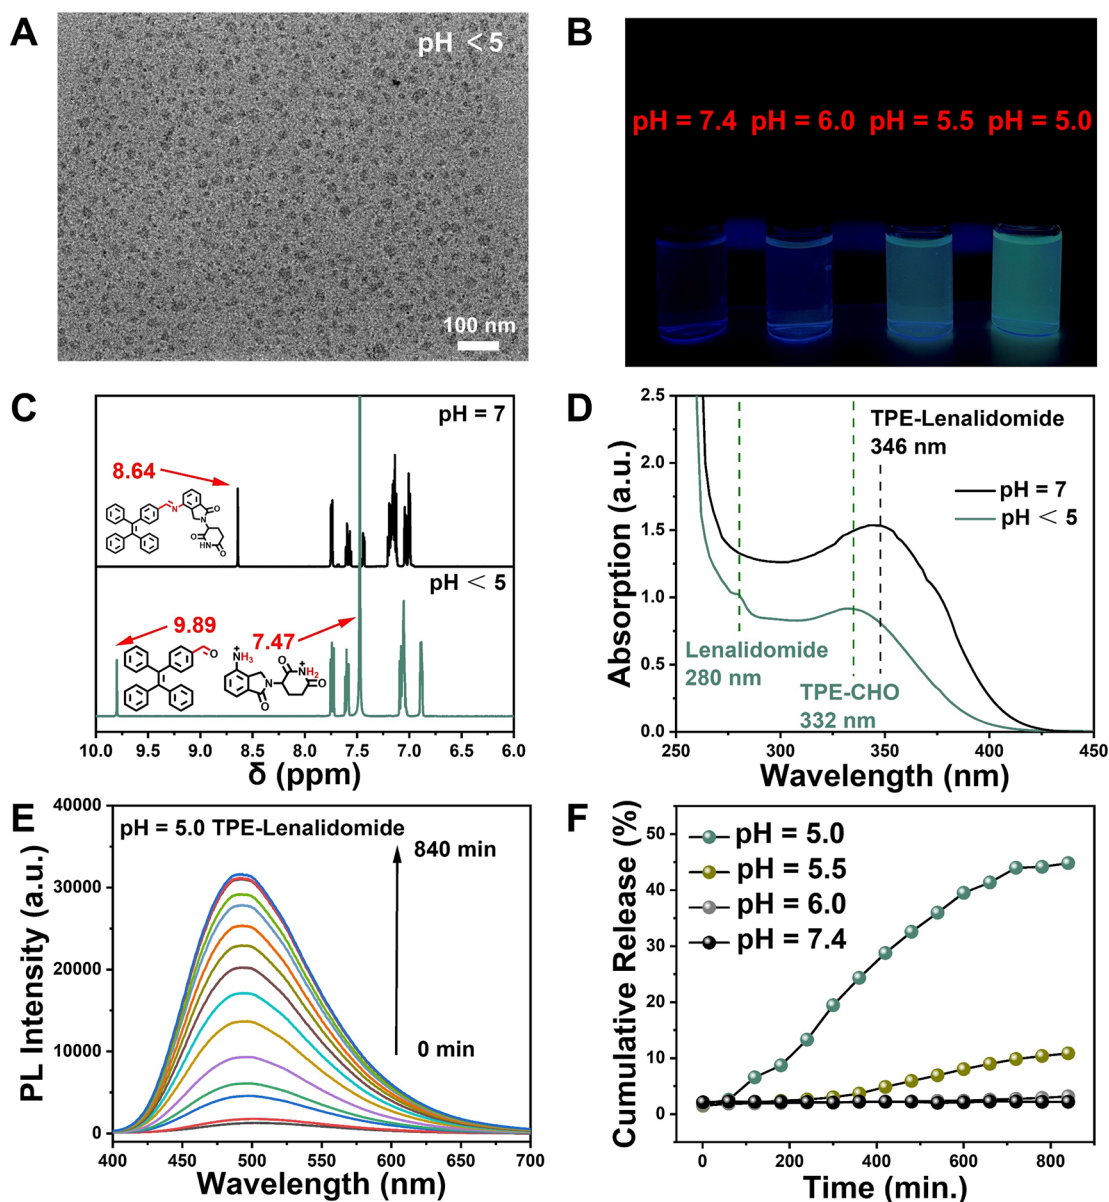 A
pH < 5
100 nm
B
pH = 7.4 pH = 6.0 pH = 5.5 pH = 5.0
C
pH = 7
8.64
N
N
O
O
NH
O
pH < 5
9.89
O
7.47
+
NH3
N
O
O
+
NH2
O
10.0 9.5 9.0 8.5 8.0 7.5 7.0 6.5 6.0
δ (ppm)
D
Absorption (a.u.)
2.5
2.0
1.5
1.0
0.5
0.0
TPE-Lenalidomide
346 nm
pH = 7
pH < 5
Lenalidomide
280 nm
TPE-CHO
332 nm
250 300 350 400 450
Wavelength (nm)
E
PL Intensity (a.u.)
40000
30000
20000
10000
0
pH = 5.0 TPE-Lenalidomide
840 min
0 min
400 450 500 550 600 650 700
Wavelength (nm)
F
Cumulative Release (%)
50
40
30
20
10
0
pH = 5.0
pH = 5.5
pH = 6.0
pH = 7.4
0 200 400 600 800
Time (min.)